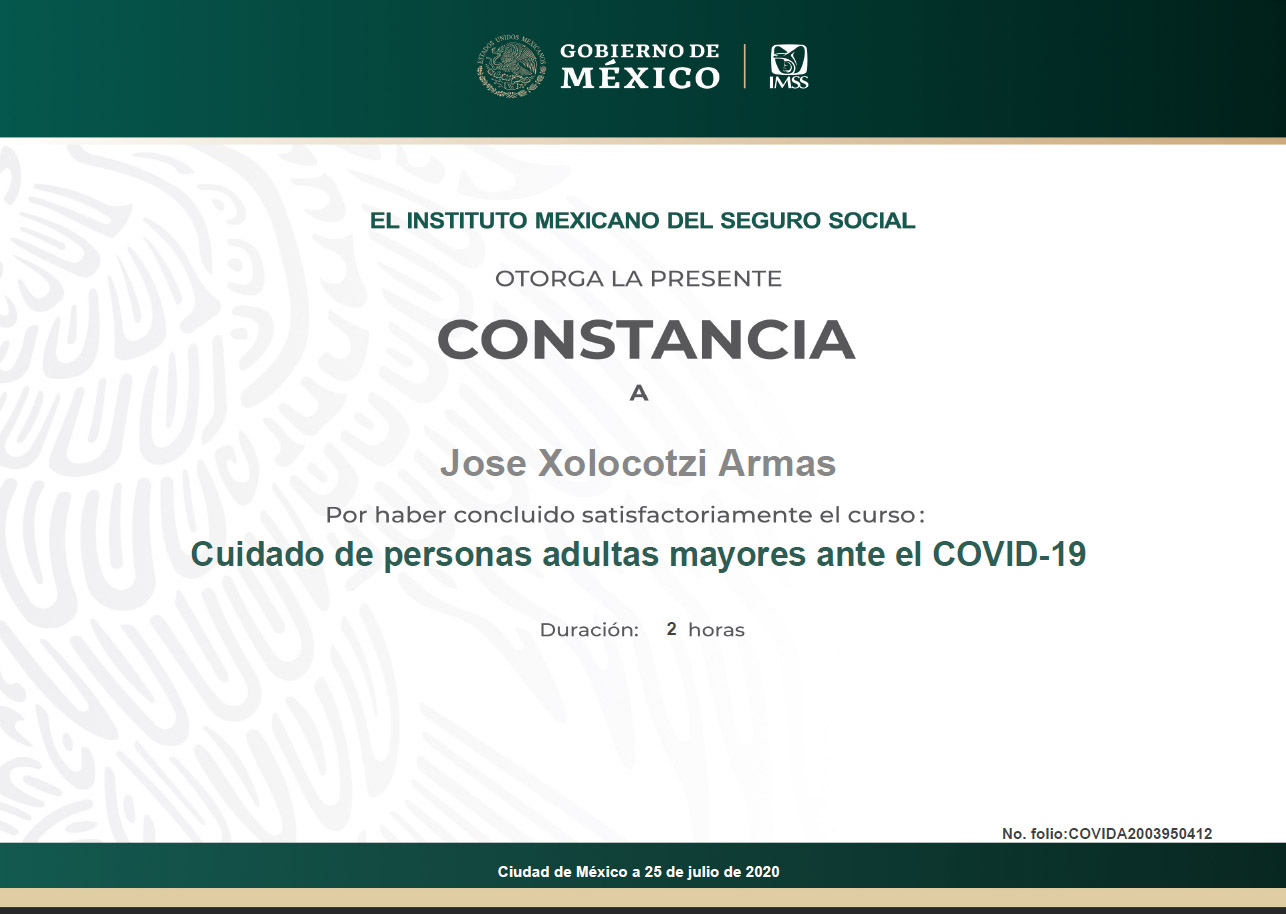 ESTADOS UNIDOS MEXICANOS
GOBIERNO DE
MÉXICO
IMSS
EL INSTITUTO MEXICANO DEL SEGURO SOCIAL
OTORGA LA PRESENTE
CONSTANCIA
A
Jose Xolocotzi Armas
Por haber concluido satisfactoriamente el curso:
Cuidado de personas adultas mayores ante el COVID-19
Duración: 2 horas
No. folio:COVIDA2003950412
Ciudad de México a 25 de julio de 2020